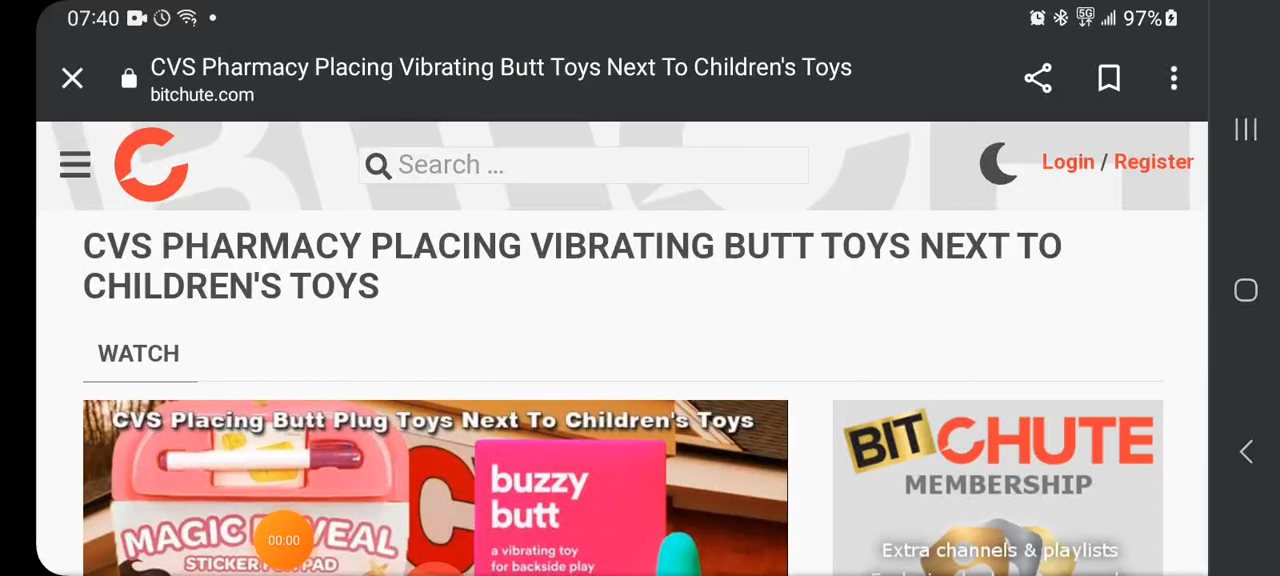 07:40
5G
97%
CVS Pharmacy Placing Vibrating Butt Toys Next To Children's Toys
bitchute.com
Search ...
Login / Register
CVS PHARMACY PLACING VIBRATING BUTT TOYS NEXT TO
CHILDREN'S TOYS
WATCH
CVS Placing Butt Plug Toys Next To Children's Toys
buzzy
butt
a vibrating toy
for backside play
MAGIC
STICKER
00:00
BITCHUTE
MEMBERSHIP
Extra channels & playlists